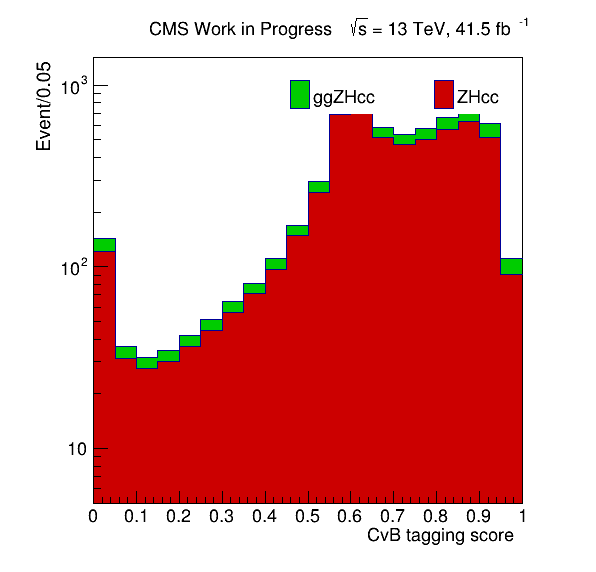 CMS Work in Progress √s = 13 TeV, 41.5 fb -1
Event/0.05
ggZHcc ZHcc
10³
10²
10
0 0.1 0.2 0.3 0.4 0.5 0.6 0.7 0.8 0.9 1
CvB tagging score